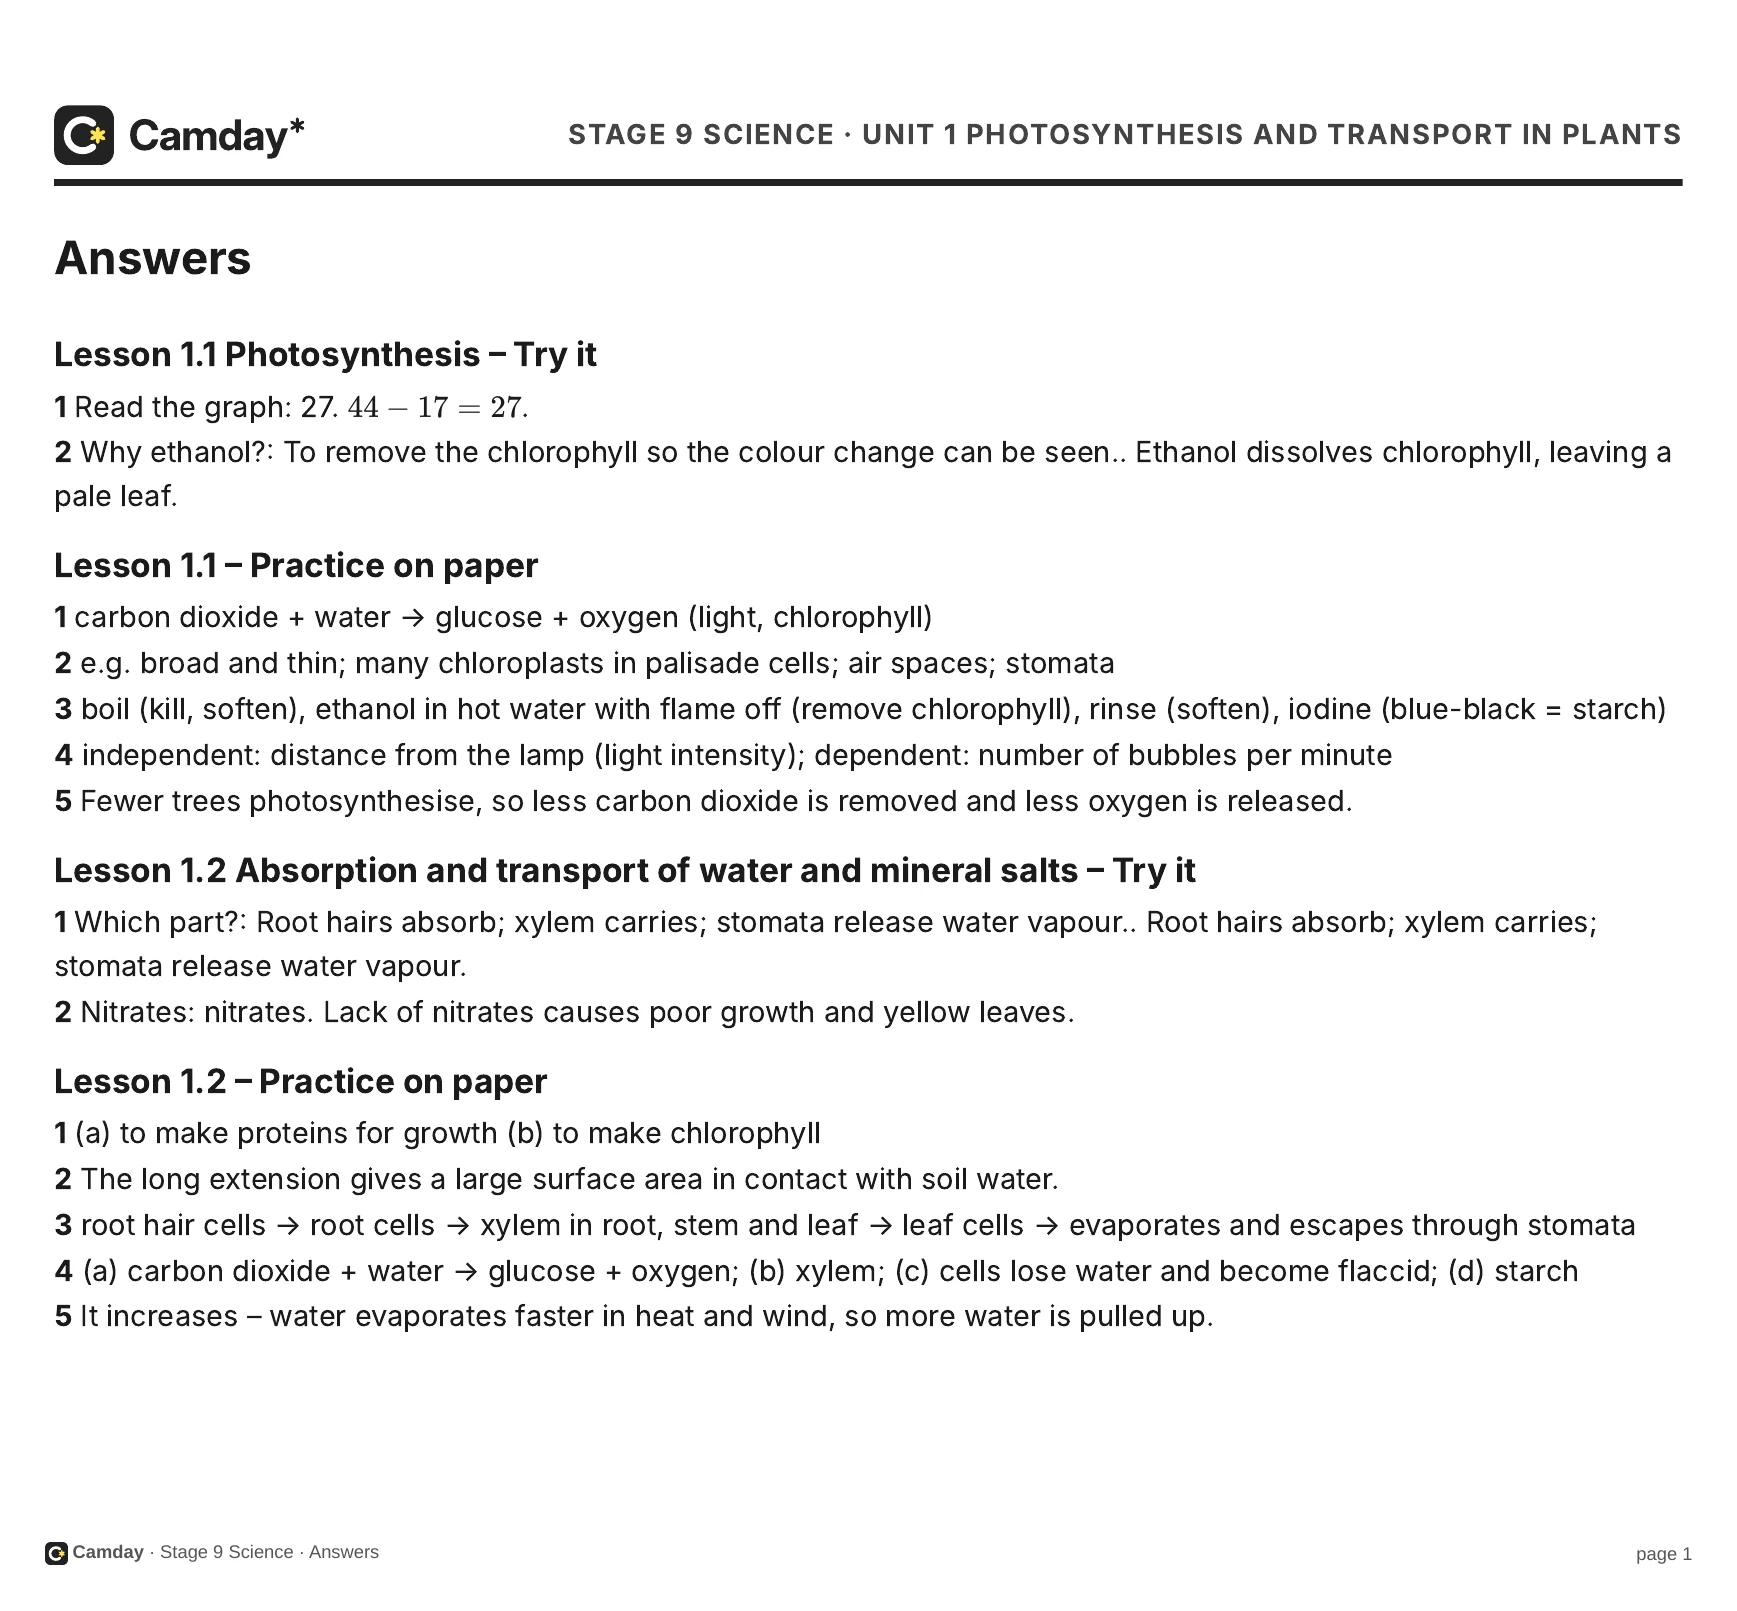 Camday*
STAGE 9 SCIENCE · UNIT 1 PHOTOSYNTHESIS AND TRANSPORT IN PLANTS
Answers
Lesson 1.1 Photosynthesis – Try it
1 Read the graph: 27. 44 − 17 = 27.
2 Why ethanol?: To remove the chlorophyll so the colour change can be seen.. Ethanol dissolves chlorophyll, leaving a
pale leaf.
Lesson 1.1 – Practice on paper
1 carbon dioxide + water → glucose + oxygen (light, chlorophyll)
2 e.g. broad and thin; many chloroplasts in palisade cells; air spaces; stomata
3 boil (kill, soften), ethanol in hot water with flame off (remove chlorophyll), rinse (soften), iodine (blue-black = starch)
4 independent: distance from the lamp (light intensity); dependent: number of bubbles per minute
5 Fewer trees photosynthesise, so less carbon dioxide is removed and less oxygen is released.
Lesson 1.2 Absorption and transport of water and mineral salts – Try it
1 Which part?: Root hairs absorb; xylem carries; stomata release water vapour.. Root hairs absorb; xylem carries;
stomata release water vapour.
2 Nitrates: nitrates. Lack of nitrates causes poor growth and yellow leaves.
Lesson 1.2 – Practice on paper
1 (a) to make proteins for growth (b) to make chlorophyll
2 The long extension gives a large surface area in contact with soil water.
3 root hair cells → root cells → xylem in root, stem and leaf → leaf cells → evaporates and escapes through stomata
4 (a) carbon dioxide + water → glucose + oxygen; (b) xylem; (c) cells lose water and become flaccid; (d) starch
5 It increases – water evaporates faster in heat and wind, so more water is pulled up.
Camday · Stage 9 Science · Answers
page 1